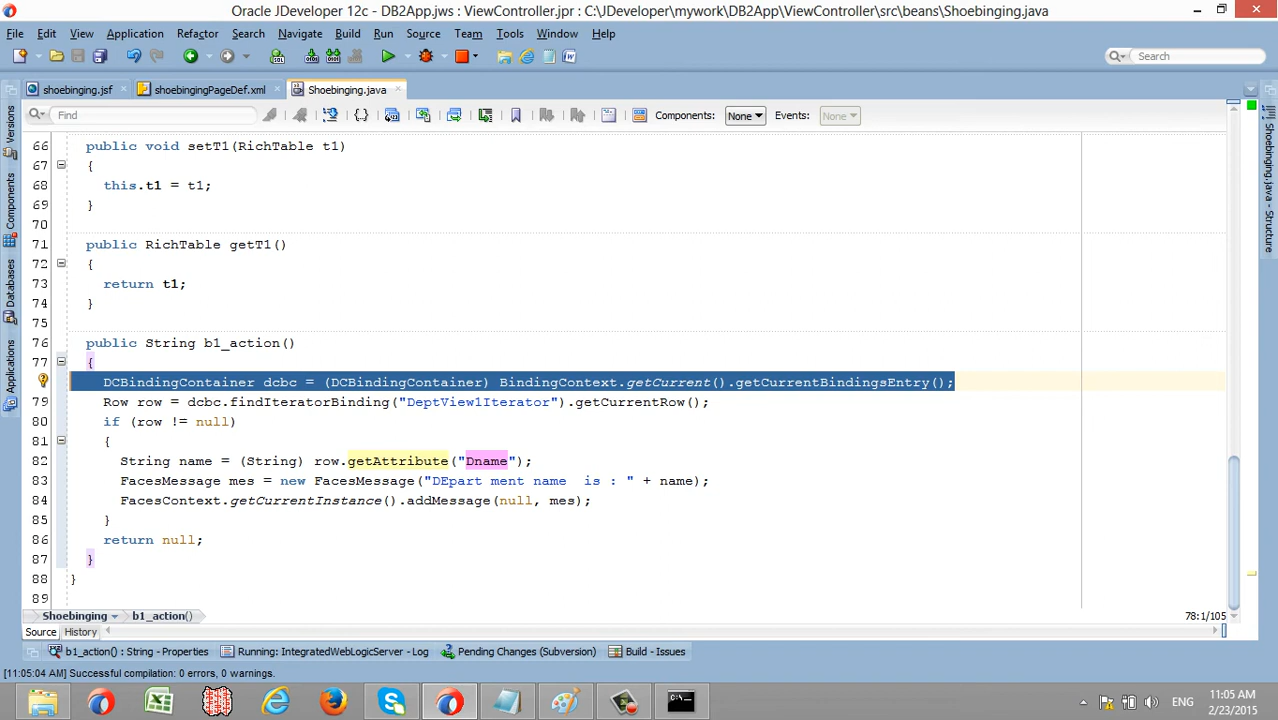 Oracle JDeveloper 12c - DB2App.jws : ViewController.jpr : C:\JDeveloper\mywork\DB2App\ViewController\src\beans\Shoebinging.java
File Edit View Application Refactor Search Navigate Build Run Source Team Tools Window Help
Search
shoebinging.jsf shoebingingPageDef.xml Shoebinging.java
Find Components: None Events: None
66 public void setT1(RichTable t1)
67 {
68 this.t1 = t1;
69 }
70
71 public RichTable getT1()
72 {
73 return t1;
74 }
75
76 public String b1_action()
77 {
78 DCBindingContainer dcbc = (DCBindingContainer) BindingContext.getCurrent().getCurrentBindingsEntry();
79 Row row = dcbc.findIteratorBinding("DeptView1Iterator").getCurrentRow();
80 if (row != null)
81 {
82 String name = (String) row.getAttribute("Dname");
83 FacesMessage mes = new FacesMessage("DEpart ment name is : " + name);
84 FacesContext.getCurrentInstance().addMessage(null, mes);
85 }
86 return null;
87 }
88 }
89
Versions
Components
Databases
Applications
Shoebinging.java - Structure
Shoebinging b1_action() 78:1/105
Source History
b1_action() : String - Properties Running: IntegratedWebLogicServer - Log Pending Changes (Subversion) Build - Issues
[11:05:04 AM] Successful compilation: 0 errors, 0 warnings.
ENG
11:05 AM
2/23/2015